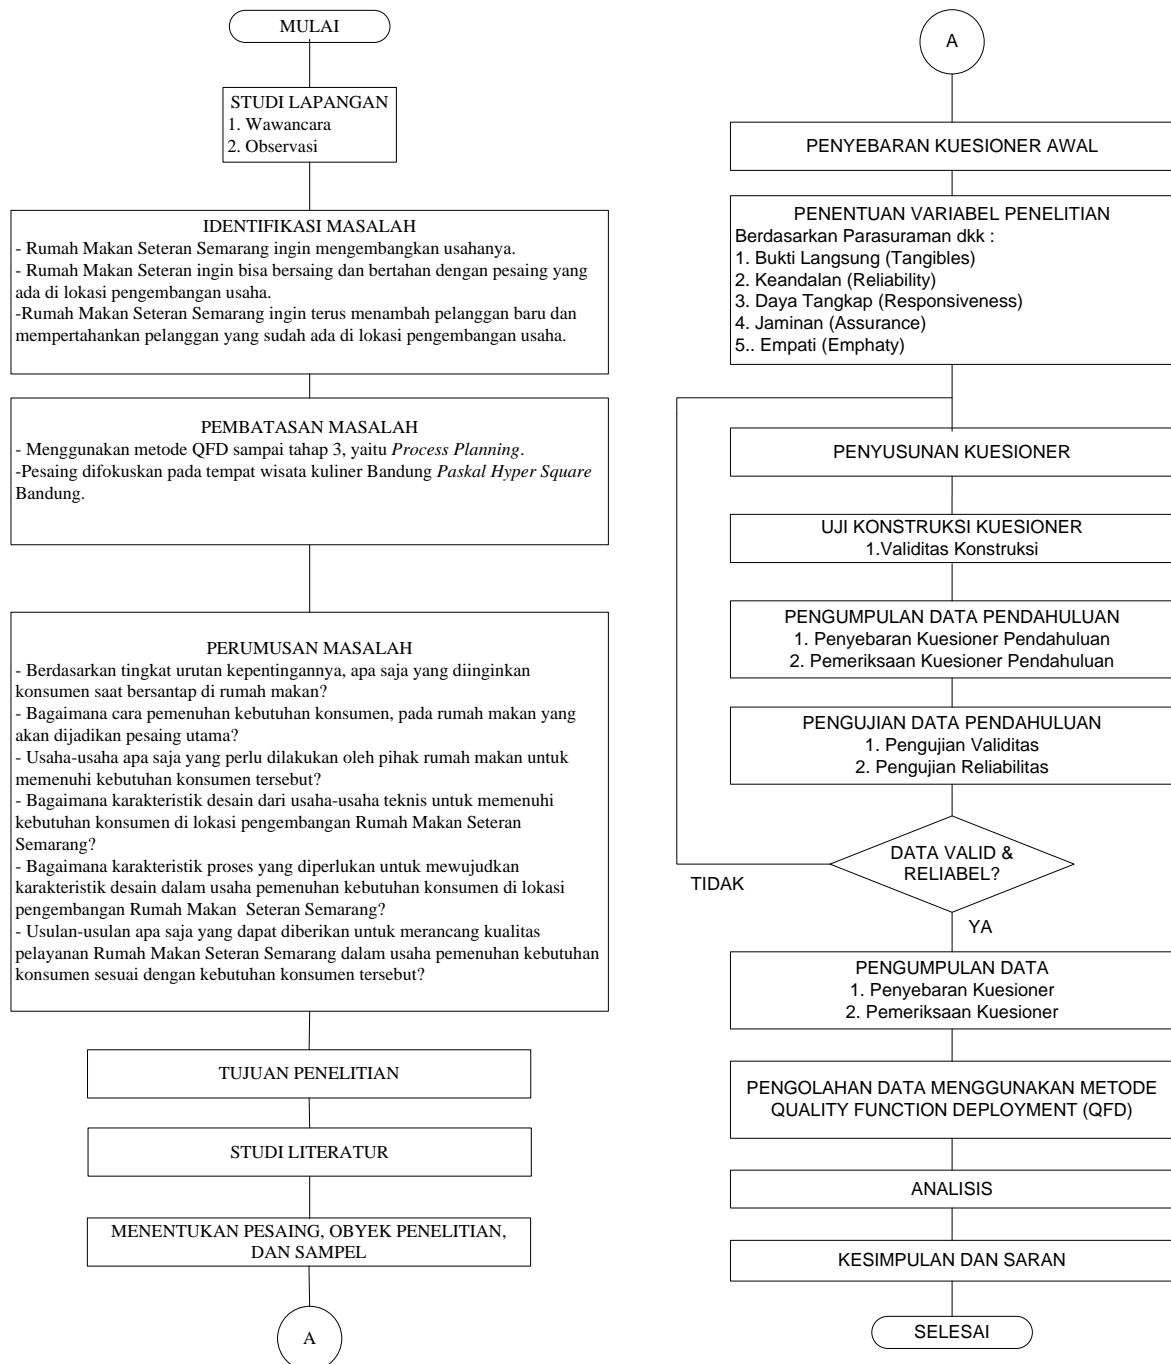 MULAI
STUDI LAPANGAN
1. Wawancara
2. Observasi
IDENTIFIKASI MASALAH
- Rumah Makan Seteran Semarang ingin mengembangkan usahanya.
- Rumah Makan Seteran ingin bisa bersaing dan bertahan dengan pesaing yang
ada di lokasi pengembangan usaha.
-Rumah Makan Seteran Semarang ingin terus menambah pelanggan baru dan
mempertahankan pelanggan yang sudah ada di lokasi pengembangan usaha.
PEMBATASAN MASALAH
- Menggunakan metode QFD sampai tahap 3, yaitu Process Planning.
-Pesaing difokuskan pada tempat wisata kuliner Bandung Paskal Hyper Square
Bandung.
PERUMUSAN MASALAH
- Berdasarkan tingkat urutan kepentingannya, apa saja yang diinginkan
konsumen saat bersantap di rumah makan?
- Bagaimana cara pemenuhan kebutuhan konsumen, pada rumah makan yang
akan dijadikan pesaing utama?
- Usaha-usaha apa saja yang perlu dilakukan oleh pihak rumah makan untuk
memenuhi kebutuhan konsumen tersebut?
- Bagaimana karakteristik desain dari usaha-usaha teknis untuk memenuhi
kebutuhan konsumen di lokasi pengembangan Rumah Makan Seteran
Semarang?
- Bagaimana karakteristik proses yang diperlukan untuk mewujudkan
karakteristik desain dalam usaha pemenuhan kebutuhan konsumen di lokasi
pengembangan Rumah Makan  Seteran Semarang?
- Usulan-usulan apa saja yang dapat diberikan untuk merancang kualitas
pelayanan Rumah Makan Seteran Semarang dalam usaha pemenuhan kebutuhan
konsumen sesuai dengan kebutuhan konsumen tersebut?
TUJUAN PENELITIAN
STUDI LITERATUR
MENENTUKAN PESAING, OBYEK PENELITIAN,
DAN SAMPEL
A
A
PENYEBARAN KUESIONER AWAL
PENENTUAN VARIABEL PENELITIAN
Berdasarkan Parasuraman dkk :
1. Bukti Langsung (Tangibles)
2. Keandalan (Reliability)
3. Daya Tangkap (Responsiveness)
4. Jaminan (Assurance)
5.. Empati (Emphaty)
PENYUSUNAN KUESIONER
UJI KONSTRUKSI KUESIONER
1.Validitas Konstruksi
PENGUMPULAN DATA PENDAHULUAN
1. Penyebaran Kuesioner Pendahuluan
2. Pemeriksaan Kuesioner Pendahuluan
PENGUJIAN DATA PENDAHULUAN
1. Pengujian Validitas
2. Pengujian Reliabilitas
DATA VALID &
RELIABEL?
TIDAK
YA
PENGUMPULAN DATA
1. Penyebaran Kuesioner
2. Pemeriksaan Kuesioner
PENGOLAHAN DATA MENGGUNAKAN METODE
QUALITY FUNCTION DEPLOYMENT (QFD)
ANALISIS
KESIMPULAN DAN SARAN
SELESAI